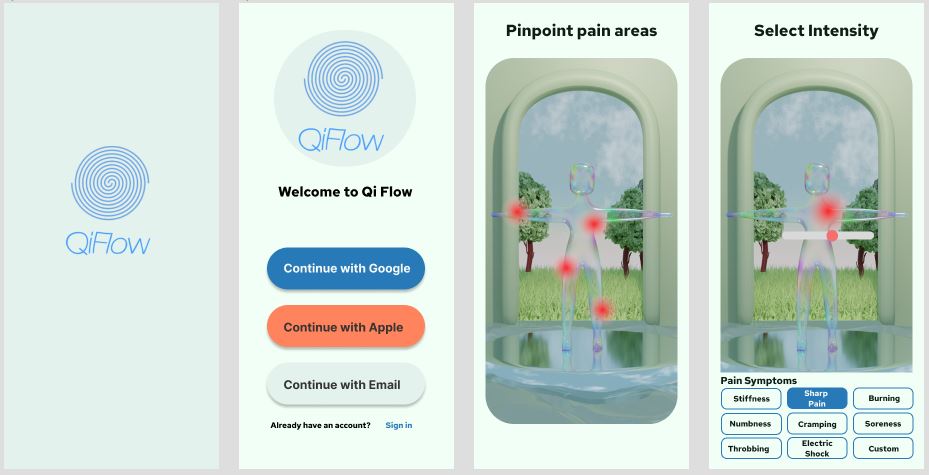 QiFlow
QiFlow
Welcome to Qi Flow
Continue with Google
Continue with Apple
Continue with Email
Already have an account? Sign in
Pinpoint pain areas
Select Intensity
Pain Symptoms
Stiffness
Sharp
Pain
Burning
Numbness
Cramping
Soreness
Throbbing
Electric
Shock
Custom